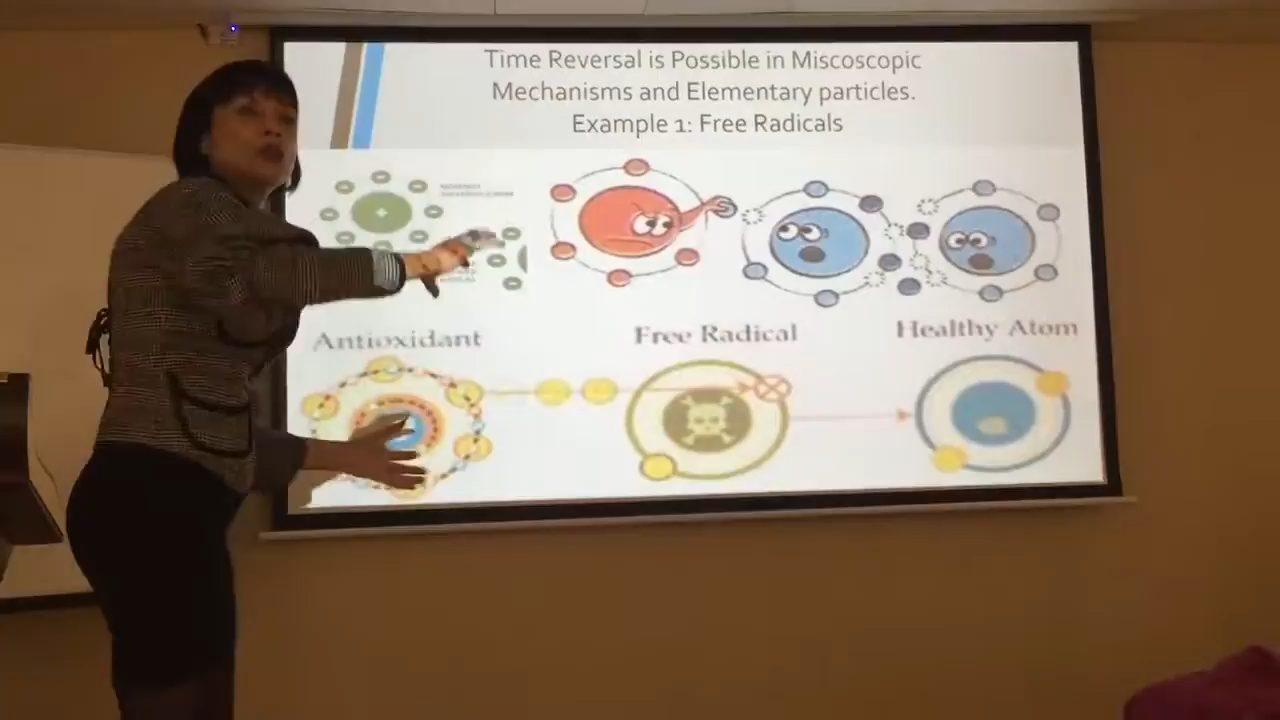 Time Reversal is Possible in Miscoscopic
Mechanisms and Elementary particles.
Example 1: Free Radicals
Antioxidant
Free Radical
Healthy Atom